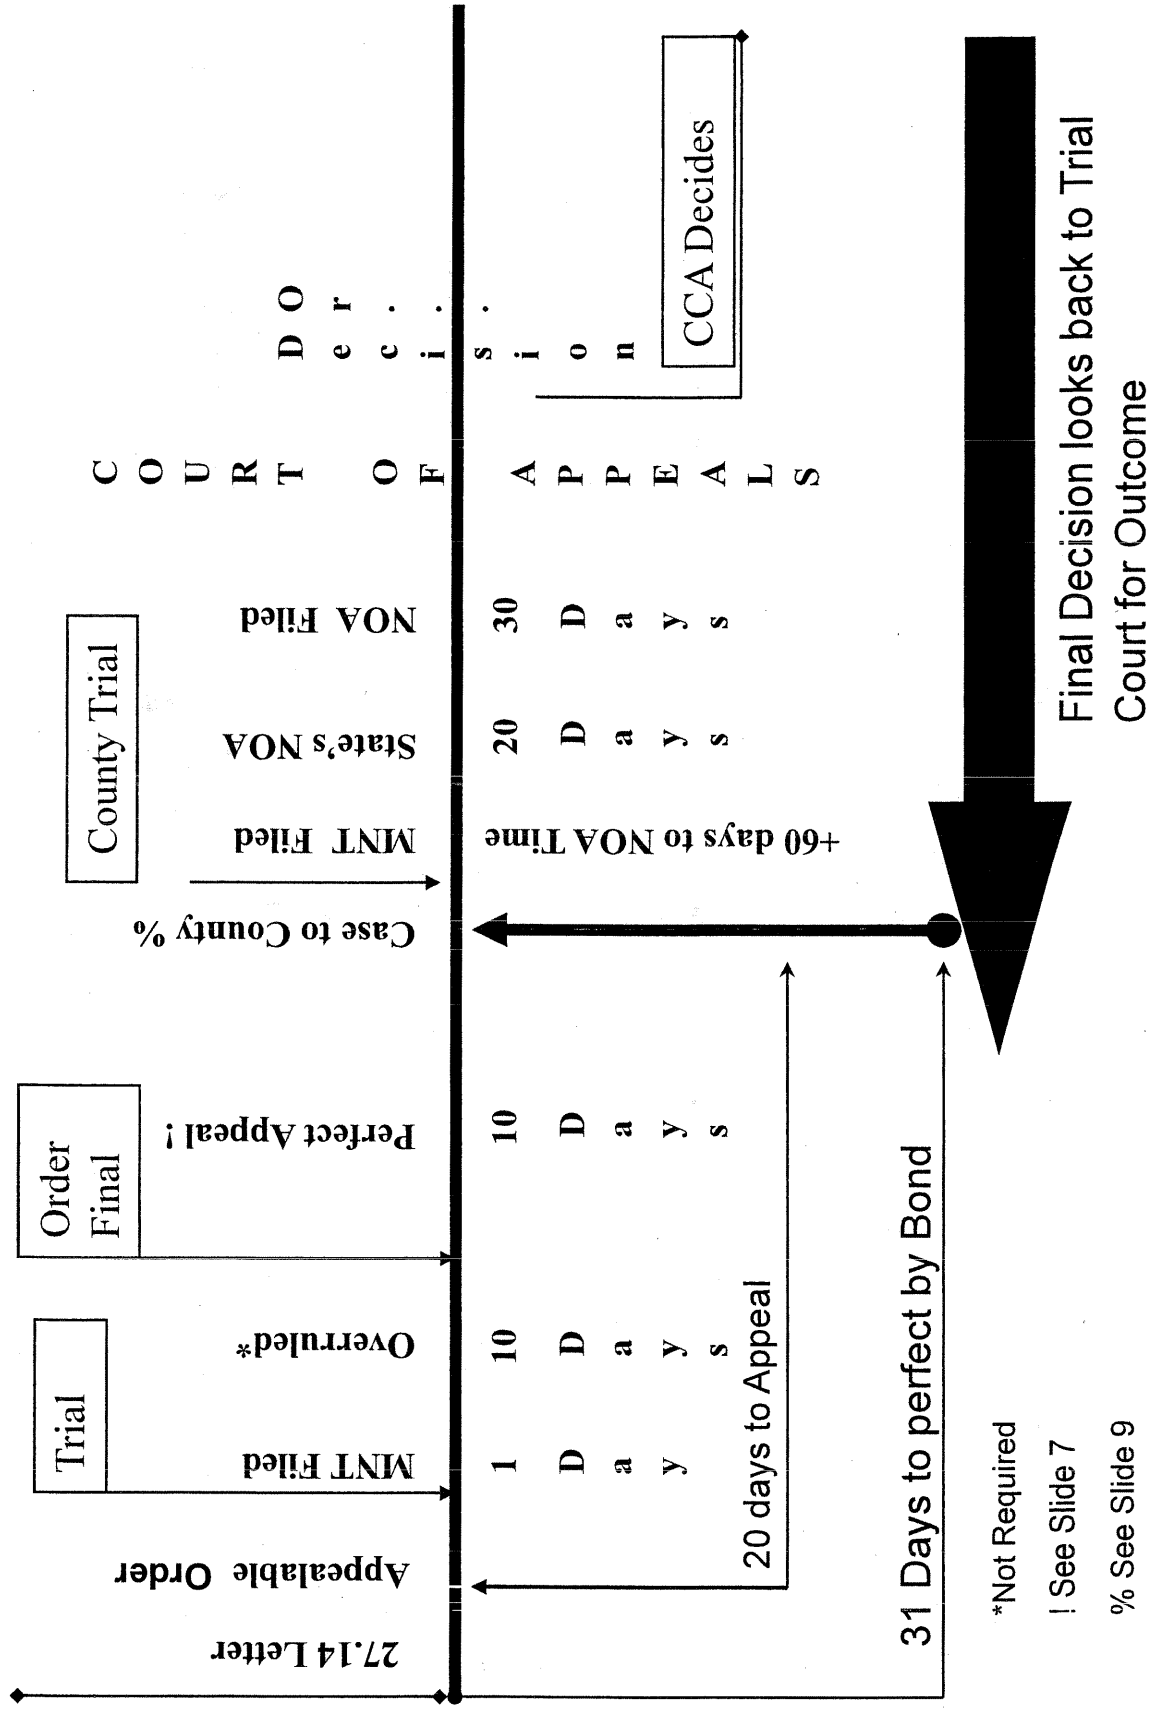 Trial
Order
Final
County Trial
27.14 Letter
Appealable Order
MNT Filed
Overruled*
Perfect Appeal !
Case to County %
MNT Filed
State's NOA
NOA Filed
COURT OF APPEALS
Decision
Or...
1 Day
10 Days
10 Days
+60 days to NOA Time
20 Days
30 Days
CCA Decides
20 days to Appeal
31 Days to perfect by Bond
*Not Required
! See Slide 7
% See Slide 9
Final Decision looks back to Trial
Court for Outcome